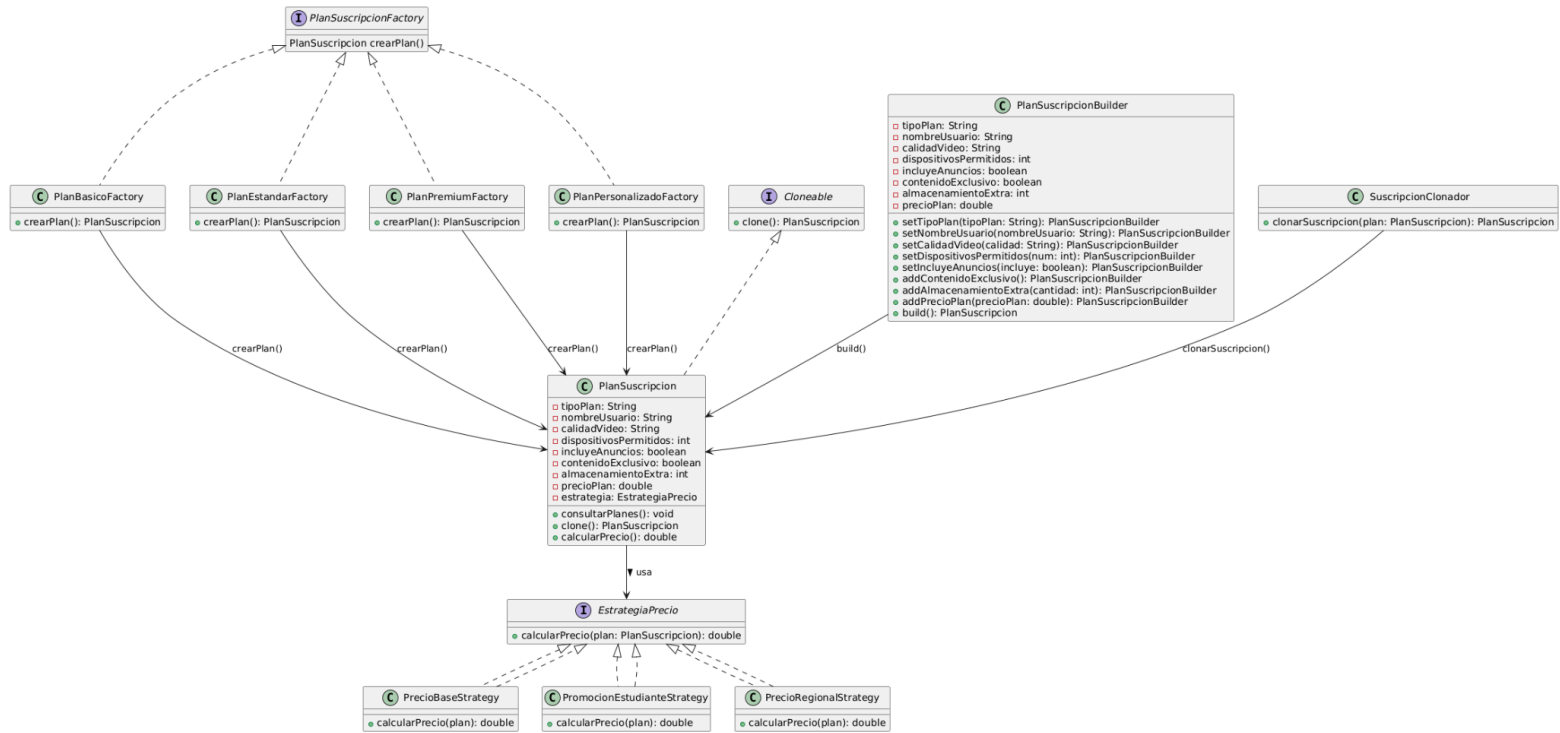 I PlanSuscripcionFactory
PlanSuscripcion crearPlan()
C PlanBasicoFactory
crearPlan(): PlanSuscripcion
C PlanEstandarFactory
crearPlan(): PlanSuscripcion
C PlanPremiumFactory
crearPlan(): PlanSuscripcion
C PlanPersonalizadoFactory
crearPlan(): PlanSuscripcion
I Cloneable
clone(): PlanSuscripcion
C PlanSuscripcionBuilder
tipoPlan: String
nombreUsuario: String
calidadVideo: String
dispositivosPermitidos: int
incluyeAnuncios: boolean
contenidoExclusivo: boolean
almacenamientoExtra: int
precioPlan: double
setTipoPlan(tipoPlan: String): PlanSuscripcionBuilder
setNombreUsuario(nombreUsuario: String): PlanSuscripcionBuilder
setCalidadVideo(calidad: String): PlanSuscripcionBuilder
setDispositivosPermitidos(num: int): PlanSuscripcionBuilder
setIncluyeAnuncios(incluye: boolean): PlanSuscripcionBuilder
addContenidoExclusivo(): PlanSuscripcionBuilder
addAlmacenamientoExtra(cantidad: int): PlanSuscripcionBuilder
addPrecioPlan(precioPlan: double): PlanSuscripcionBuilder
build(): PlanSuscripcion
C SuscripcionClonador
clonarSuscripcion(plan: PlanSuscripcion): PlanSuscripcion
crearPlan()
crearPlan()
crearPlan()
crearPlan()
build()
clonarSuscripcion()
C PlanSuscripcion
tipoPlan: String
nombreUsuario: String
calidadVideo: String
dispositivosPermitidos: int
incluyeAnuncios: boolean
contenidoExclusivo: boolean
almacenamientoExtra: int
precioPlan: double
estrategia: EstrategiaPrecio
consultarPlanes(): void
clone(): PlanSuscripcion
calcularPrecio(): double
usa
I EstrategiaPrecio
calcularPrecio(plan: PlanSuscripcion): double
C PrecioBaseStrategy
calcularPrecio(plan): double
C PromocionEstudianteStrategy
calcularPrecio(plan): double
C PrecioRegionalStrategy
calcularPrecio(plan): double